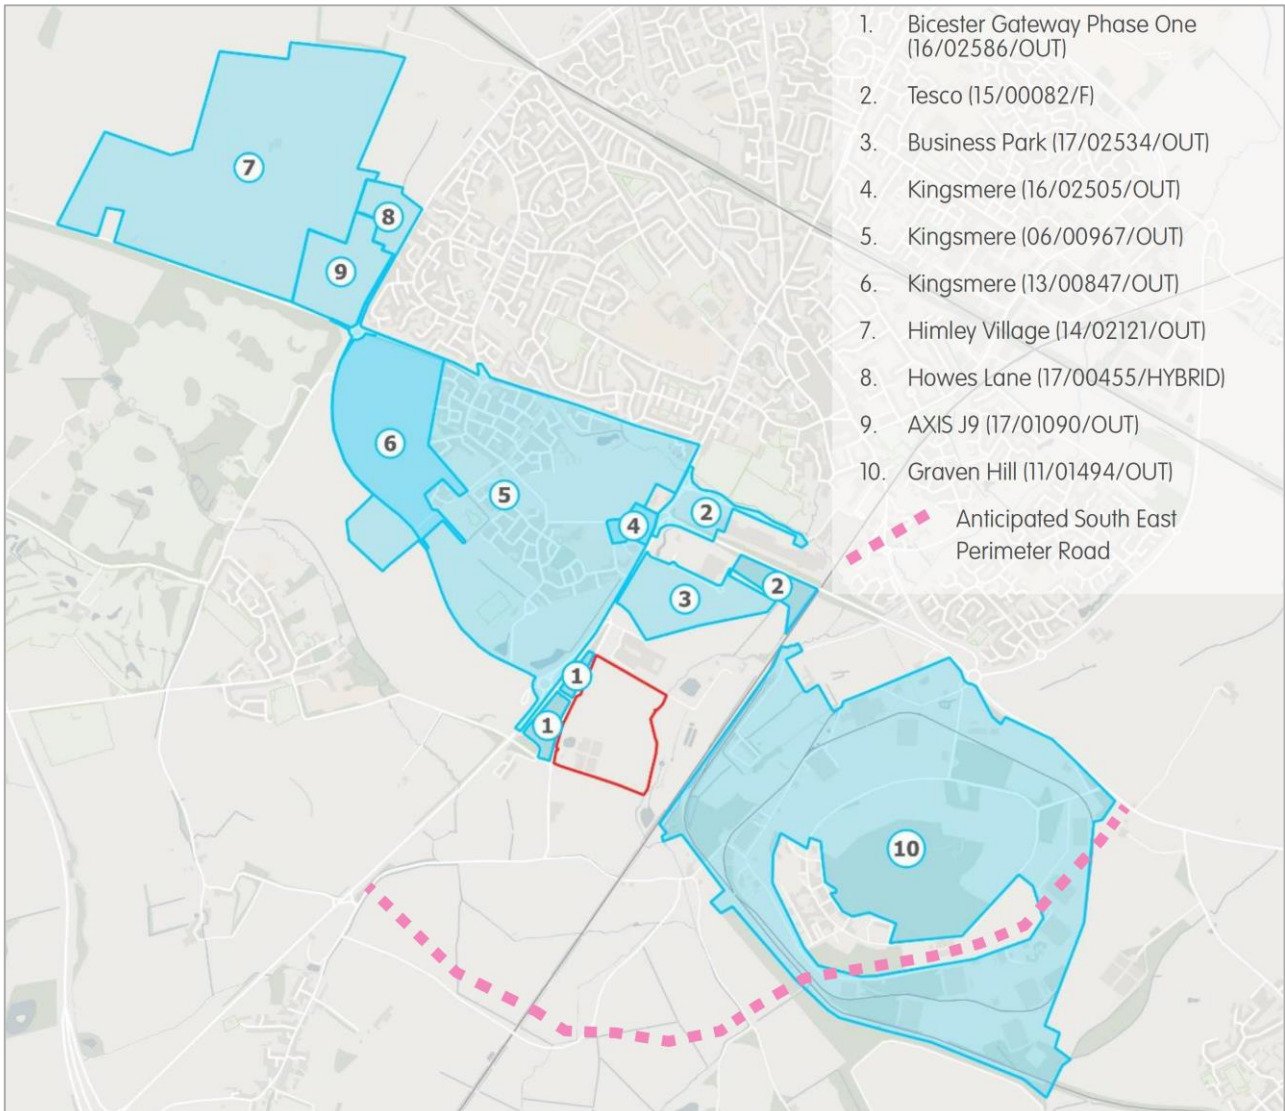 1. Bicester Gateway Phase One
(16/02586/OUT)
2. Tesco (15/00082/F)
3. Business Park (17/02534/OUT)
4. Kingsmere (16/02505/OUT)
5. Kingsmere (06/00967/OUT)
6. Kingsmere (13/00847/OUT)
7. Himley Village (14/02121/OUT)
8. Howes Lane (17/00455/HYBRID)
9. AXIS J9 (17/01090/OUT)
10. Graven Hill (11/01494/OUT)
Anticipated South East
Perimeter Road
7
8
9
6
5
4
2
2
3
1
1
10